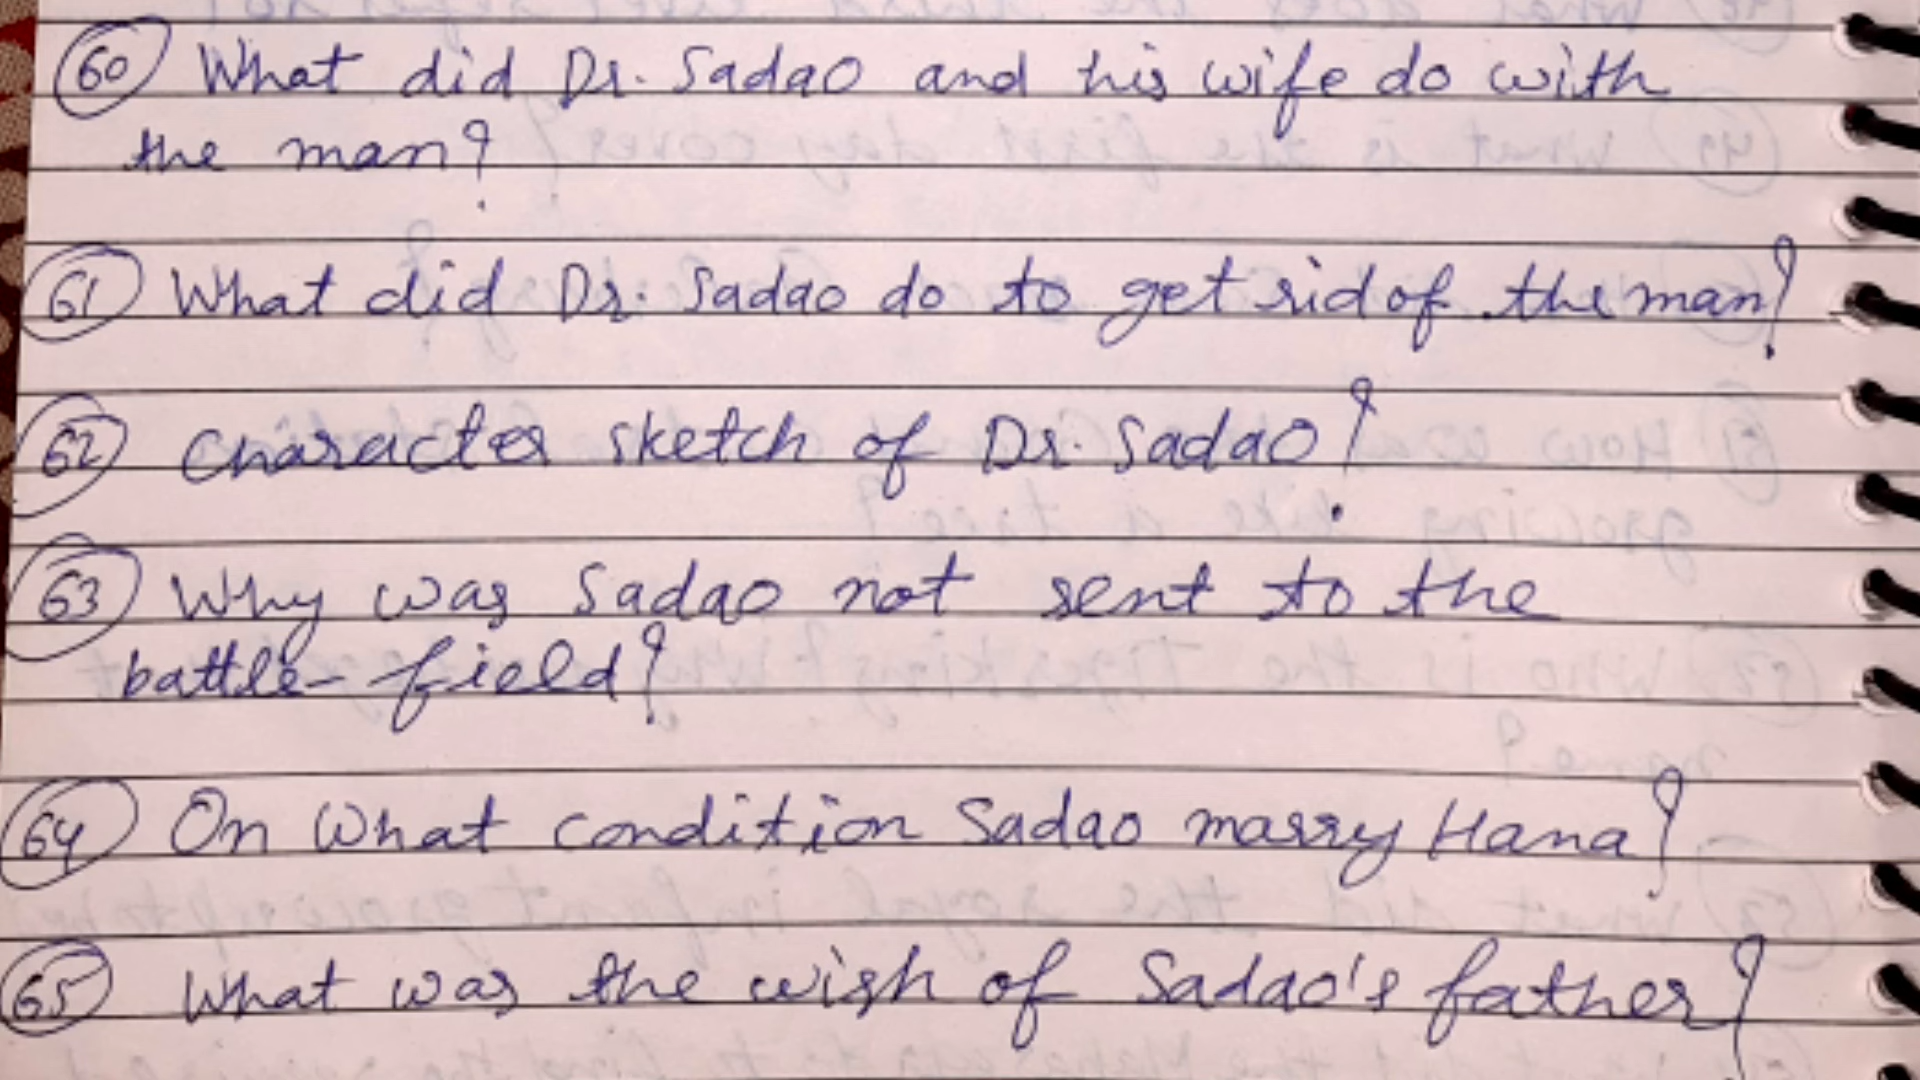 60 What did Dr. Sadao and his wife do with
the man?
61 What did Dr. Sadao do to get rid of the man?
62 Character sketch of Dr. Sadao?
63 Why was Sadao not sent to the
battle-field?
64 On What condition Sadao marry Hana?
65 What was the wish of Sadao's father?